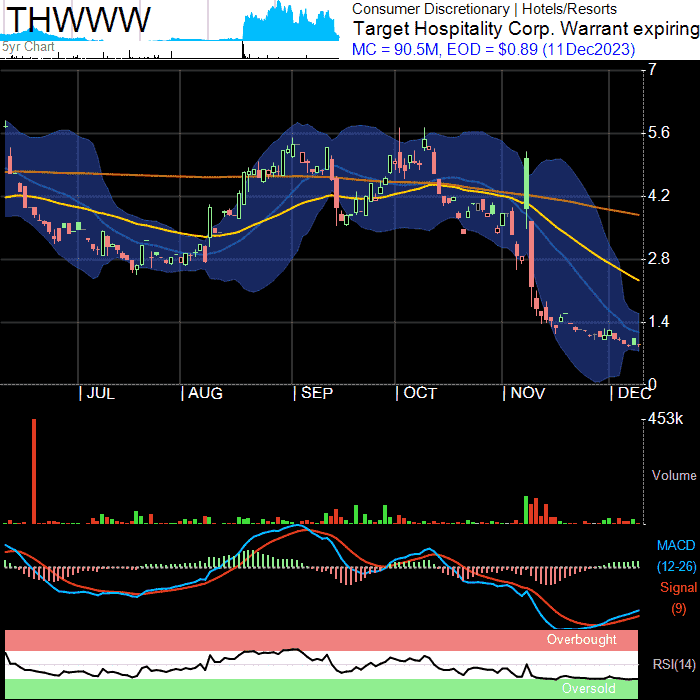 THWWW
5yr Chart
Consumer Discretionary | Hotels/Resorts
Target Hospitality Corp. Warrant expiring
MC = 90.5M, EOD = $0.89 (11Dec2023)
7
5.6
4.2
2.8
1.4
0
| JUL | AUG | SEP | OCT | NOV | DEC
453k
Volume
MACD
(12-26)
Signal
(9)
Overbought
RSI(14)
Oversold